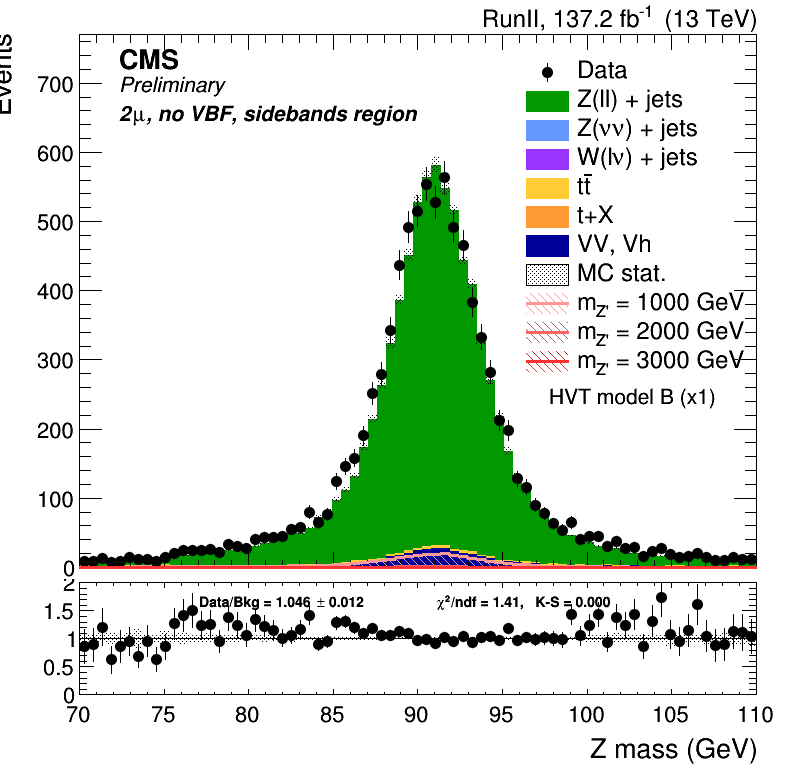 RunII, 137.2 fb⁻¹ (13 TeV)
Events
CMS
Preliminary
2μ, no VBF, sidebands region
Data
Z(ll) + jets
Z(νν) + jets
W(lν) + jets
tt̄
t+X
VV, Vh
MC stat.
m_Z' = 1000 GeV
m_Z' = 2000 GeV
m_Z' = 3000 GeV
HVT model B (x1)
700
600
500
400
300
200
100
0
Data/Bkg = 1.046 ± 0.012
χ²/ndf = 1.41, K-S = 0.000
2
1.5
1
0.5
0
70 75 80 85 90 95 100 105 110
Z mass (GeV)